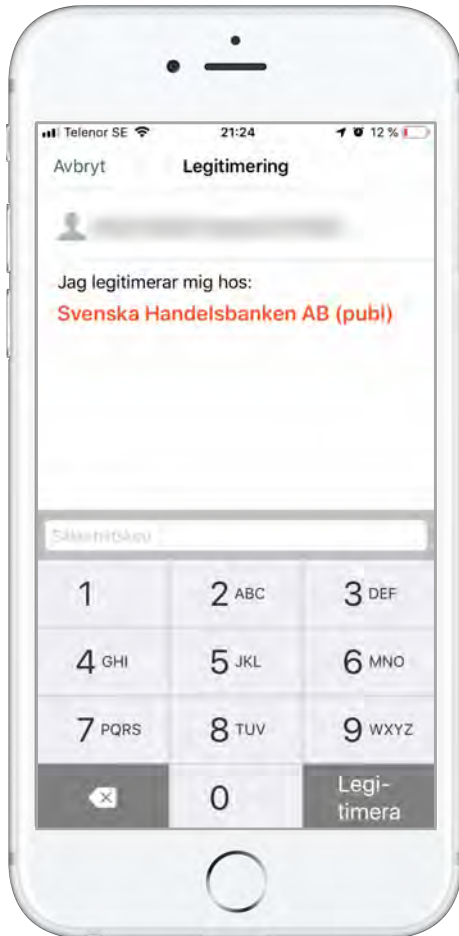 Telenor SE 21:24 12 %
Avbryt Legitimering
Jag legitimerar mig hos:
Svenska Handelsbanken AB (publ)
Säkerhetskod
1 2 ABC 3 DEF
4 GHI 5 JKL 6 MNO
7 PQRS 8 TUV 9 WXYZ
0 Legi-
timera